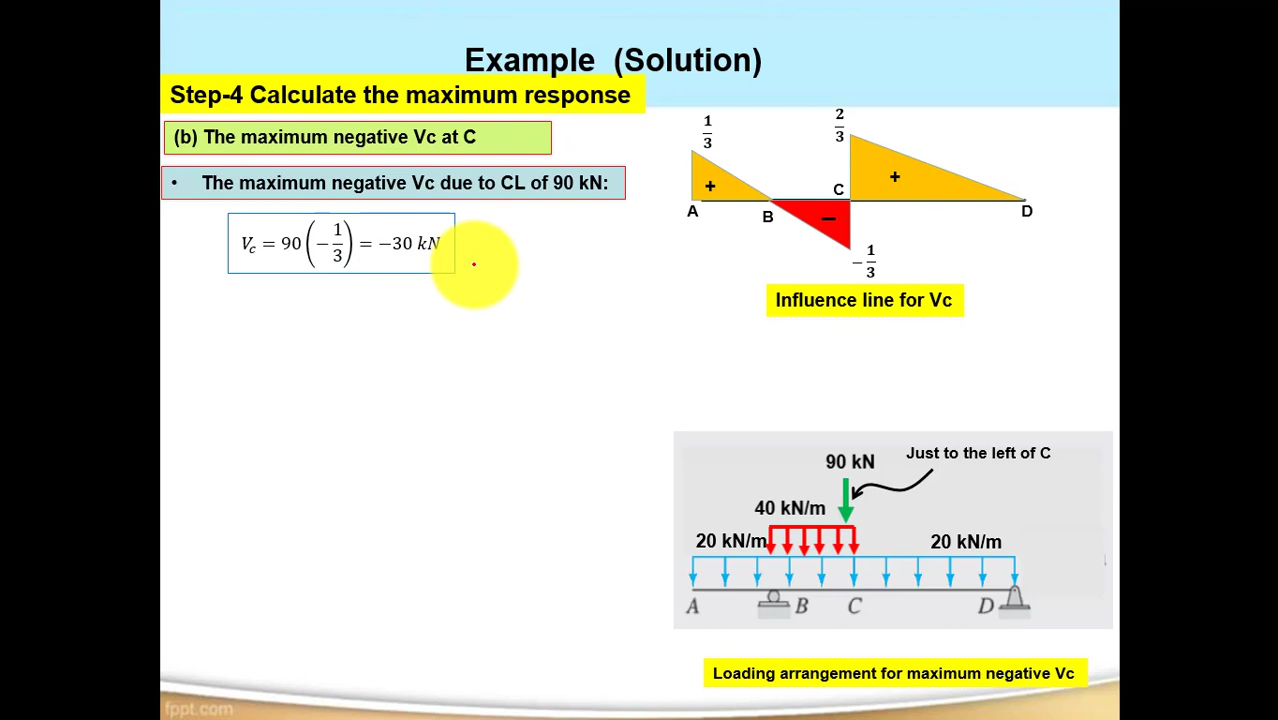 Example (Solution)
Step-4 Calculate the maximum response
(b) The maximum negative Vc at C
• The maximum negative Vc due to CL of 90 kN:
V_c = 90(−1/3) = −30 kN
1/3
2/3
+
+
C
A
B
−
D
−1/3
Influence line for Vc
90 kN
Just to the left of C
40 kN/m
20 kN/m
20 kN/m
A
B
C
D
Loading arrangement for maximum negative Vc
fppt.com